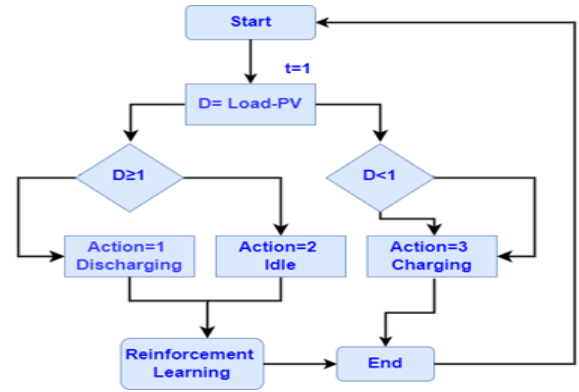 Start
t=1
D= Load-PV
D≥1
D<1
Action=1
Discharging
Action=2
Idle
Action=3
Charging
Reinforcement
Learning
End